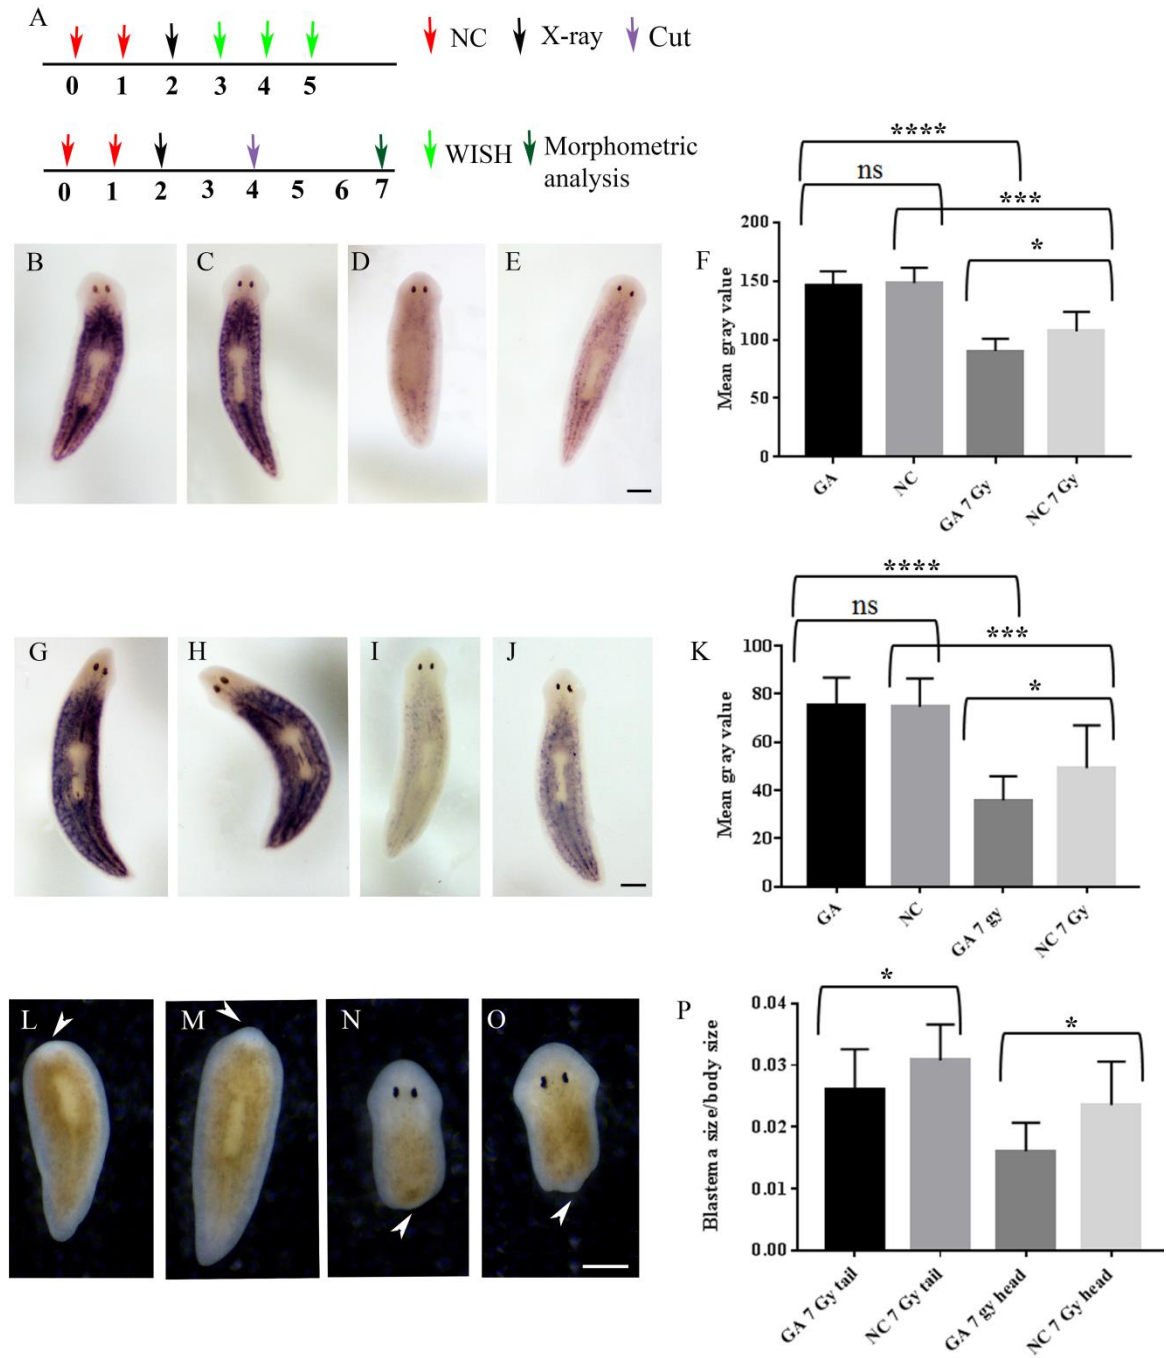 A
NC X-ray Cut
0 1 2 3 4 5
WISH Morphometric
analysis
0 1 2 3 4 5 6 7
B C D E
F
****
ns
***
*
Mean gray value
200
150
100
50
0
GA NC GA 7 Gy NC 7 Gy
G H I J
K
****
ns
***
*
Mean gray value
100
80
60
40
20
0
GA NC GA 7 gy NC 7 Gy
L M N O
P
*
*
Blastema size/body size
0.04
0.03
0.02
0.01
0.00
GA 7 Gy tail NC 7 Gy tail GA 7 gy head NC 7 Gy head